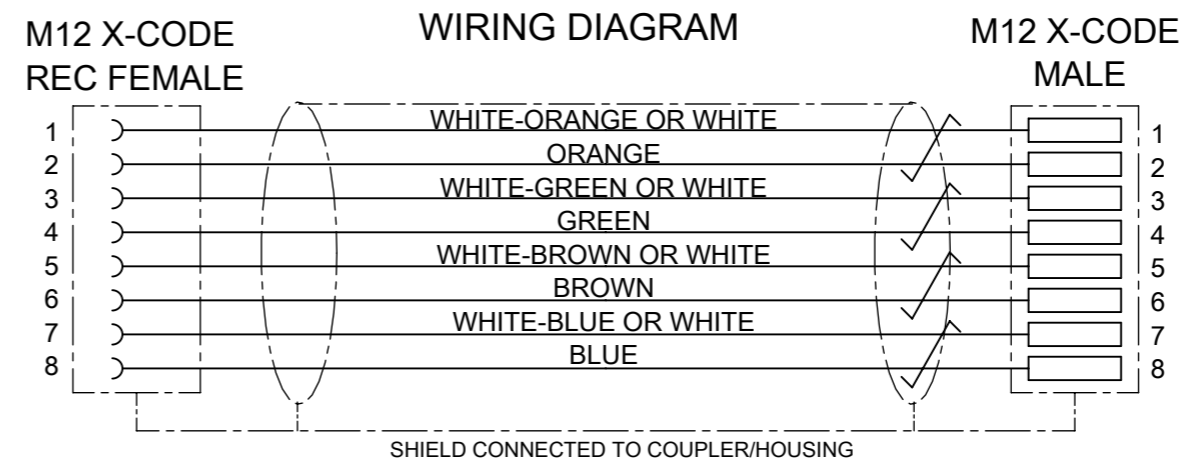 WIRING DIAGRAM
M12 X-CODE
REC FEMALE
M12 X-CODE
MALE
1 WHITE-ORANGE OR WHITE 1
2 ORANGE 2
3 WHITE-GREEN OR WHITE 3
4 GREEN 4
5 WHITE-BROWN OR WHITE 5
6 BROWN 6
7 WHITE-BLUE OR WHITE 7
8 BLUE 8
SHIELD CONNECTED TO COUPLER/HOUSING